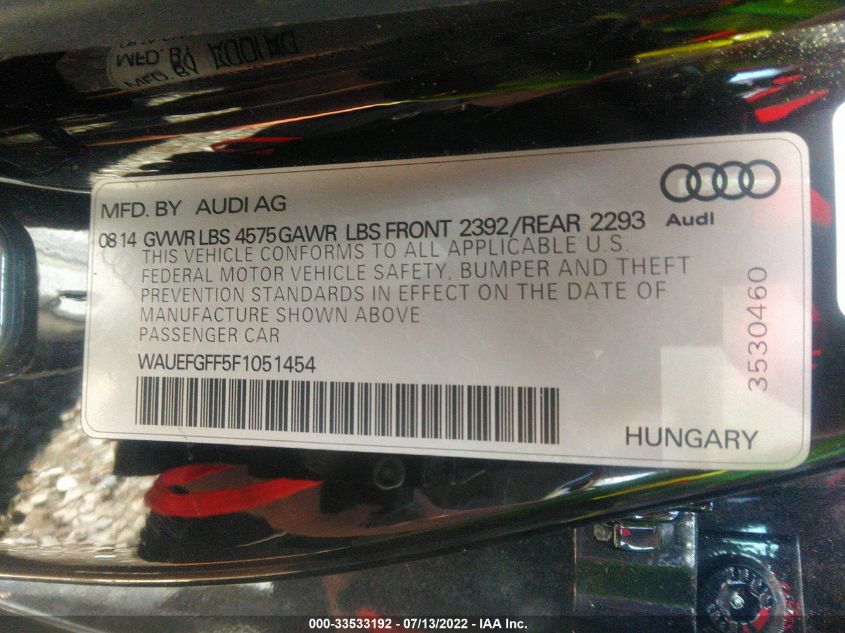 MFD. BY AUDI AG
Audi
08 14 GVWR LBS 4575 GAWR LBS FRONT 2392/REAR 2293
THIS VEHICLE CONFORMS TO ALL APPLICABLE U.S.
FEDERAL MOTOR VEHICLE SAFETY, BUMPER AND THEFT
PREVENTION STANDARDS IN EFFECT ON THE DATE OF
MANUFACTURE SHOWN ABOVE
PASSENGER CAR
WAUEFGFF5F1051454
3530460
HUNGARY
000-33533192 - 07/13/2022 - IAA Inc.